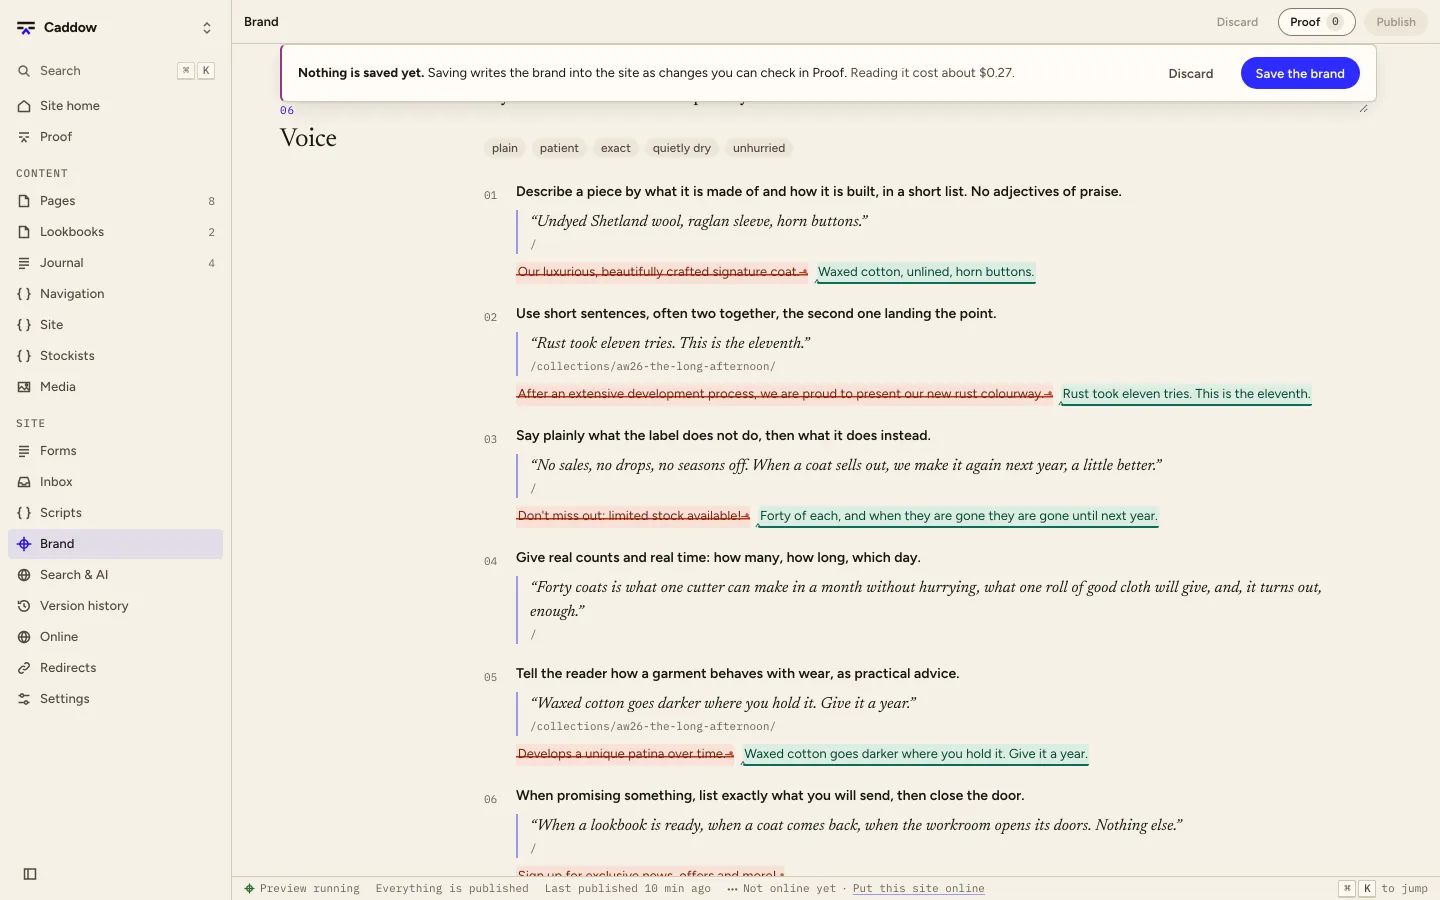 Caddow
Search
⌘ K
Site home
Proof
CONTENT
Pages 8
Lookbooks 2
Journal 4
Navigation
Site
Stockists
Media
SITE
Forms
Inbox
Scripts
Brand
Search & AI
Version history
Online
Redirects
Settings
Brand
Discard
Proof 0
Publish
Nothing is saved yet. Saving writes the brand into the site as changes you can check in Proof. Reading it cost about $0.27.
Discard
Save the brand
06
Voice
plain patient exact quietly dry unhurried
01 Describe a piece by what it is made of and how it is built, in a short list. No adjectives of praise.
“Undyed Shetland wool, raglan sleeve, horn buttons.”
/
Our luxurious, beautifully crafted signature coat. Waxed cotton, unlined, horn buttons.
02 Use short sentences, often two together, the second one landing the point.
“Rust took eleven tries. This is the eleventh.”
/collections/aw26-the-long-afternoon/
After an extensive development process, we are proud to present our new rust colourway. Rust took eleven tries. This is the eleventh.
03 Say plainly what the label does not do, then what it does instead.
“No sales, no drops, no seasons off. When a coat sells out, we make it again next year, a little better.”
/
Don't miss out: limited stock available! Forty of each, and when they are gone they are gone until next year.
04 Give real counts and real time: how many, how long, which day.
“Forty coats is what one cutter can make in a month without hurrying, what one roll of good cloth will give, and, it turns out,
enough.”
/
05 Tell the reader how a garment behaves with wear, as practical advice.
“Waxed cotton goes darker where you hold it. Give it a year.”
/collections/aw26-the-long-afternoon/
Develops a unique patina over time. Waxed cotton goes darker where you hold it. Give it a year.
06 When promising something, list exactly what you will send, then close the door.
“When a lookbook is ready, when a coat comes back, when the workroom opens its doors. Nothing else.”
/
Sign up for exclusive news, offers and more!
Preview running Everything is published Last published 10 min ago Not online yet · Put this site online
⌘ K to jump